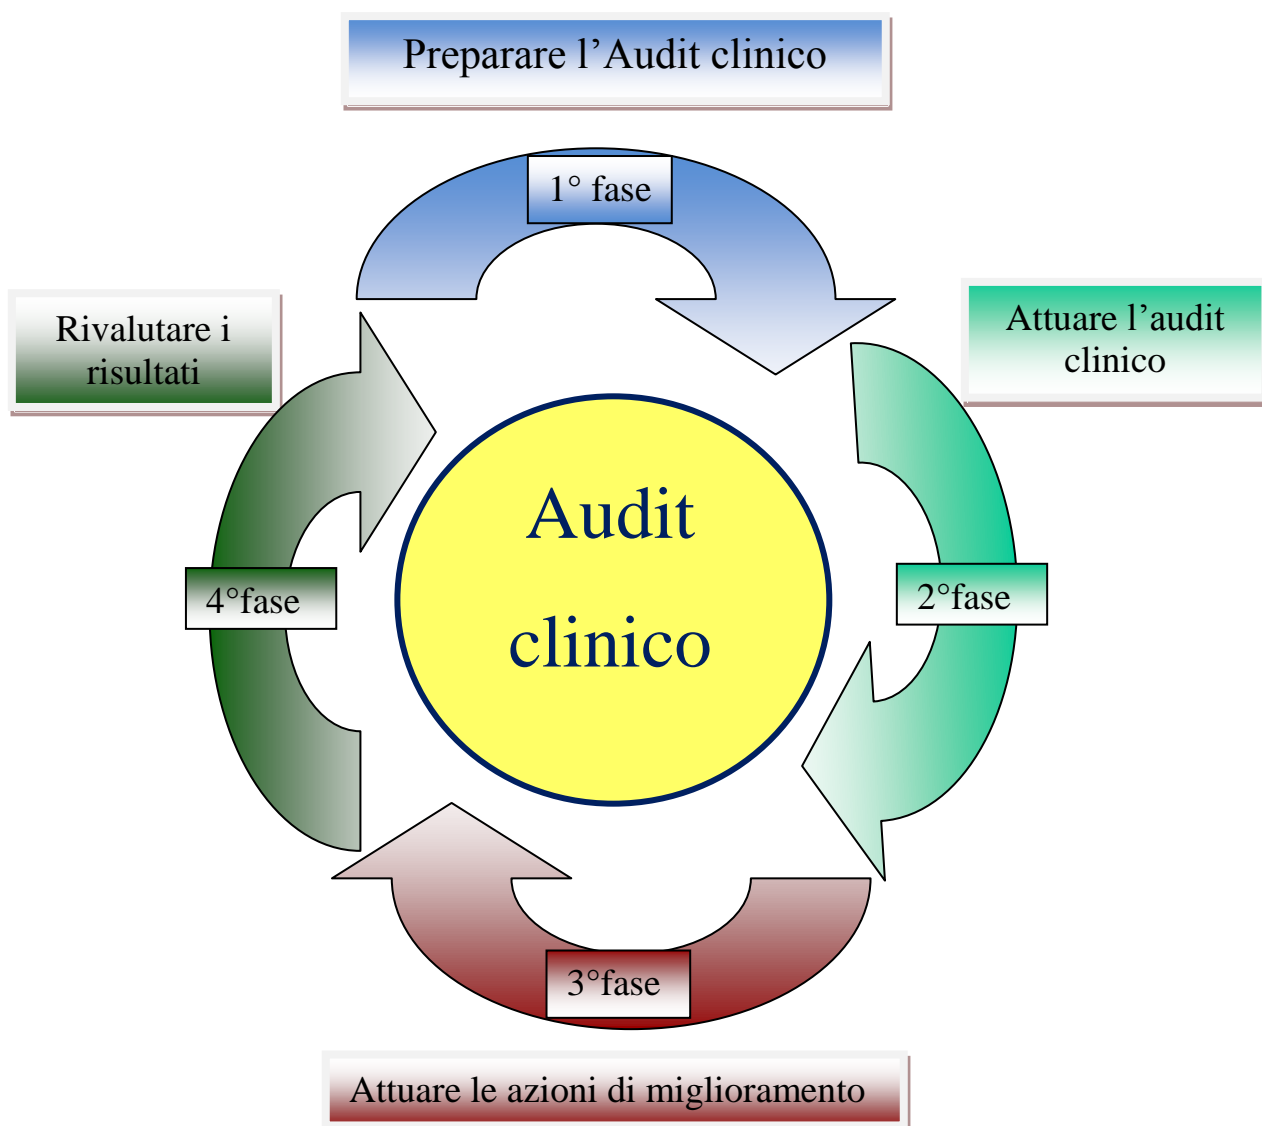 Preparare l’Audit clinico
1° fase
Rivalutare i
risultati
Attuare l’audit
clinico
Audit
clinico
4°fase
2°fase
3°fase
Attuare le azioni di miglioramento